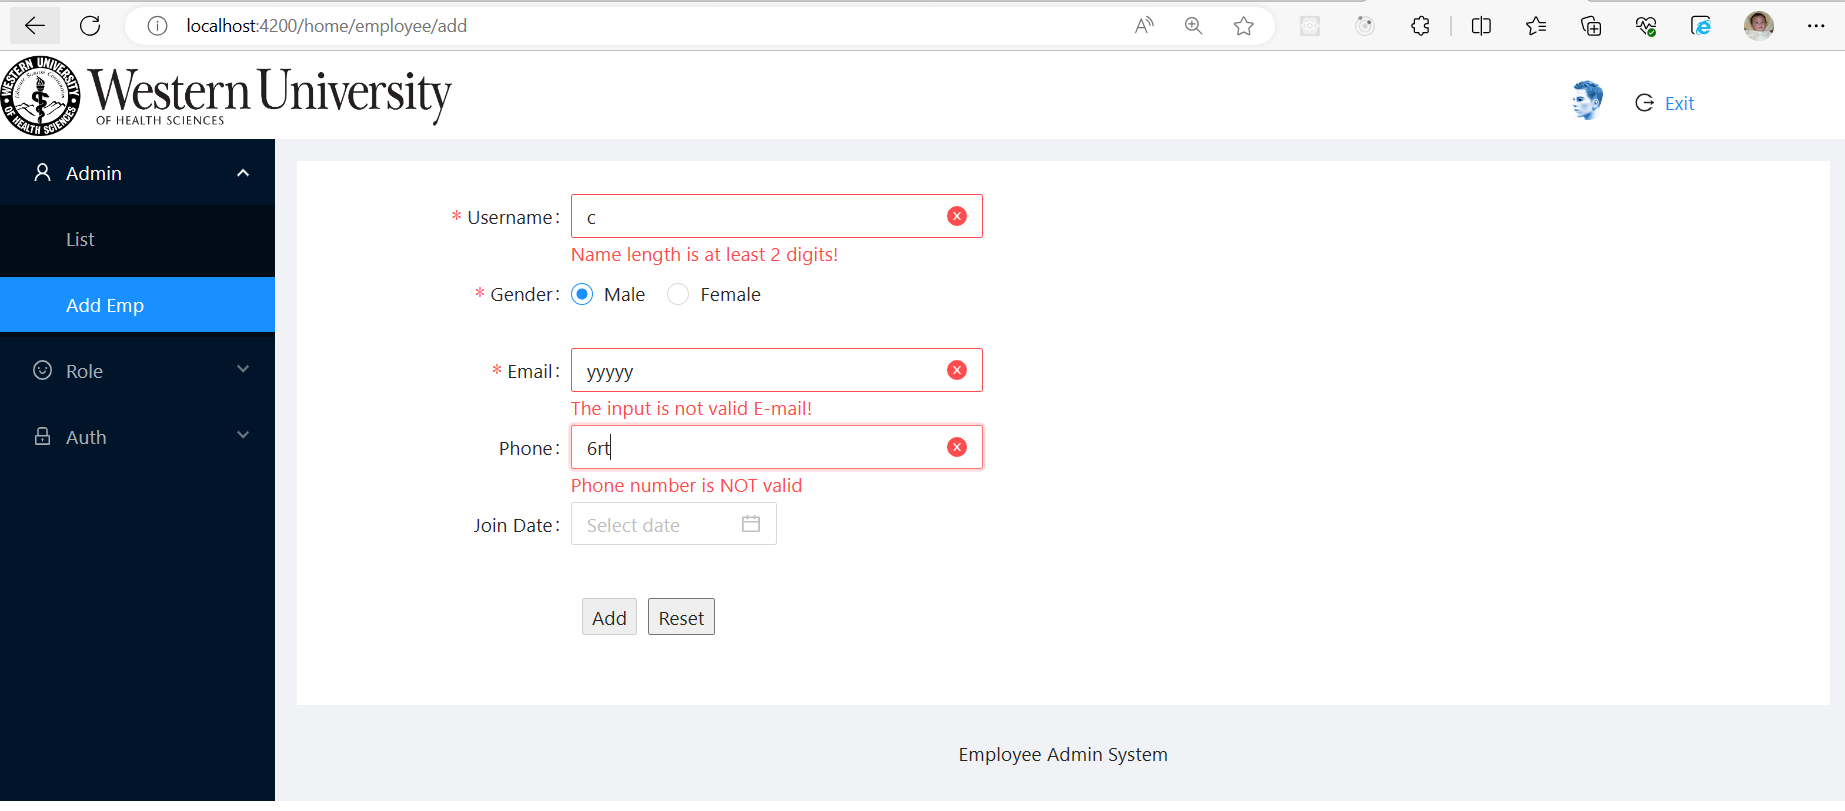 localhost:4200/home/employee/add
WESTERN UNIVERSITY
OF HEALTH SCIENCES
Western University
OF HEALTH SCIENCES
Exit
Admin
List
Add Emp
Role
Auth
* Username: c
Name length is at least 2 digits!
* Gender: Male Female
* Email: yyyyy
The input is not valid E-mail!
Phone: 6rt
Phone number is NOT valid
Join Date: Select date
Add Reset
Employee Admin System